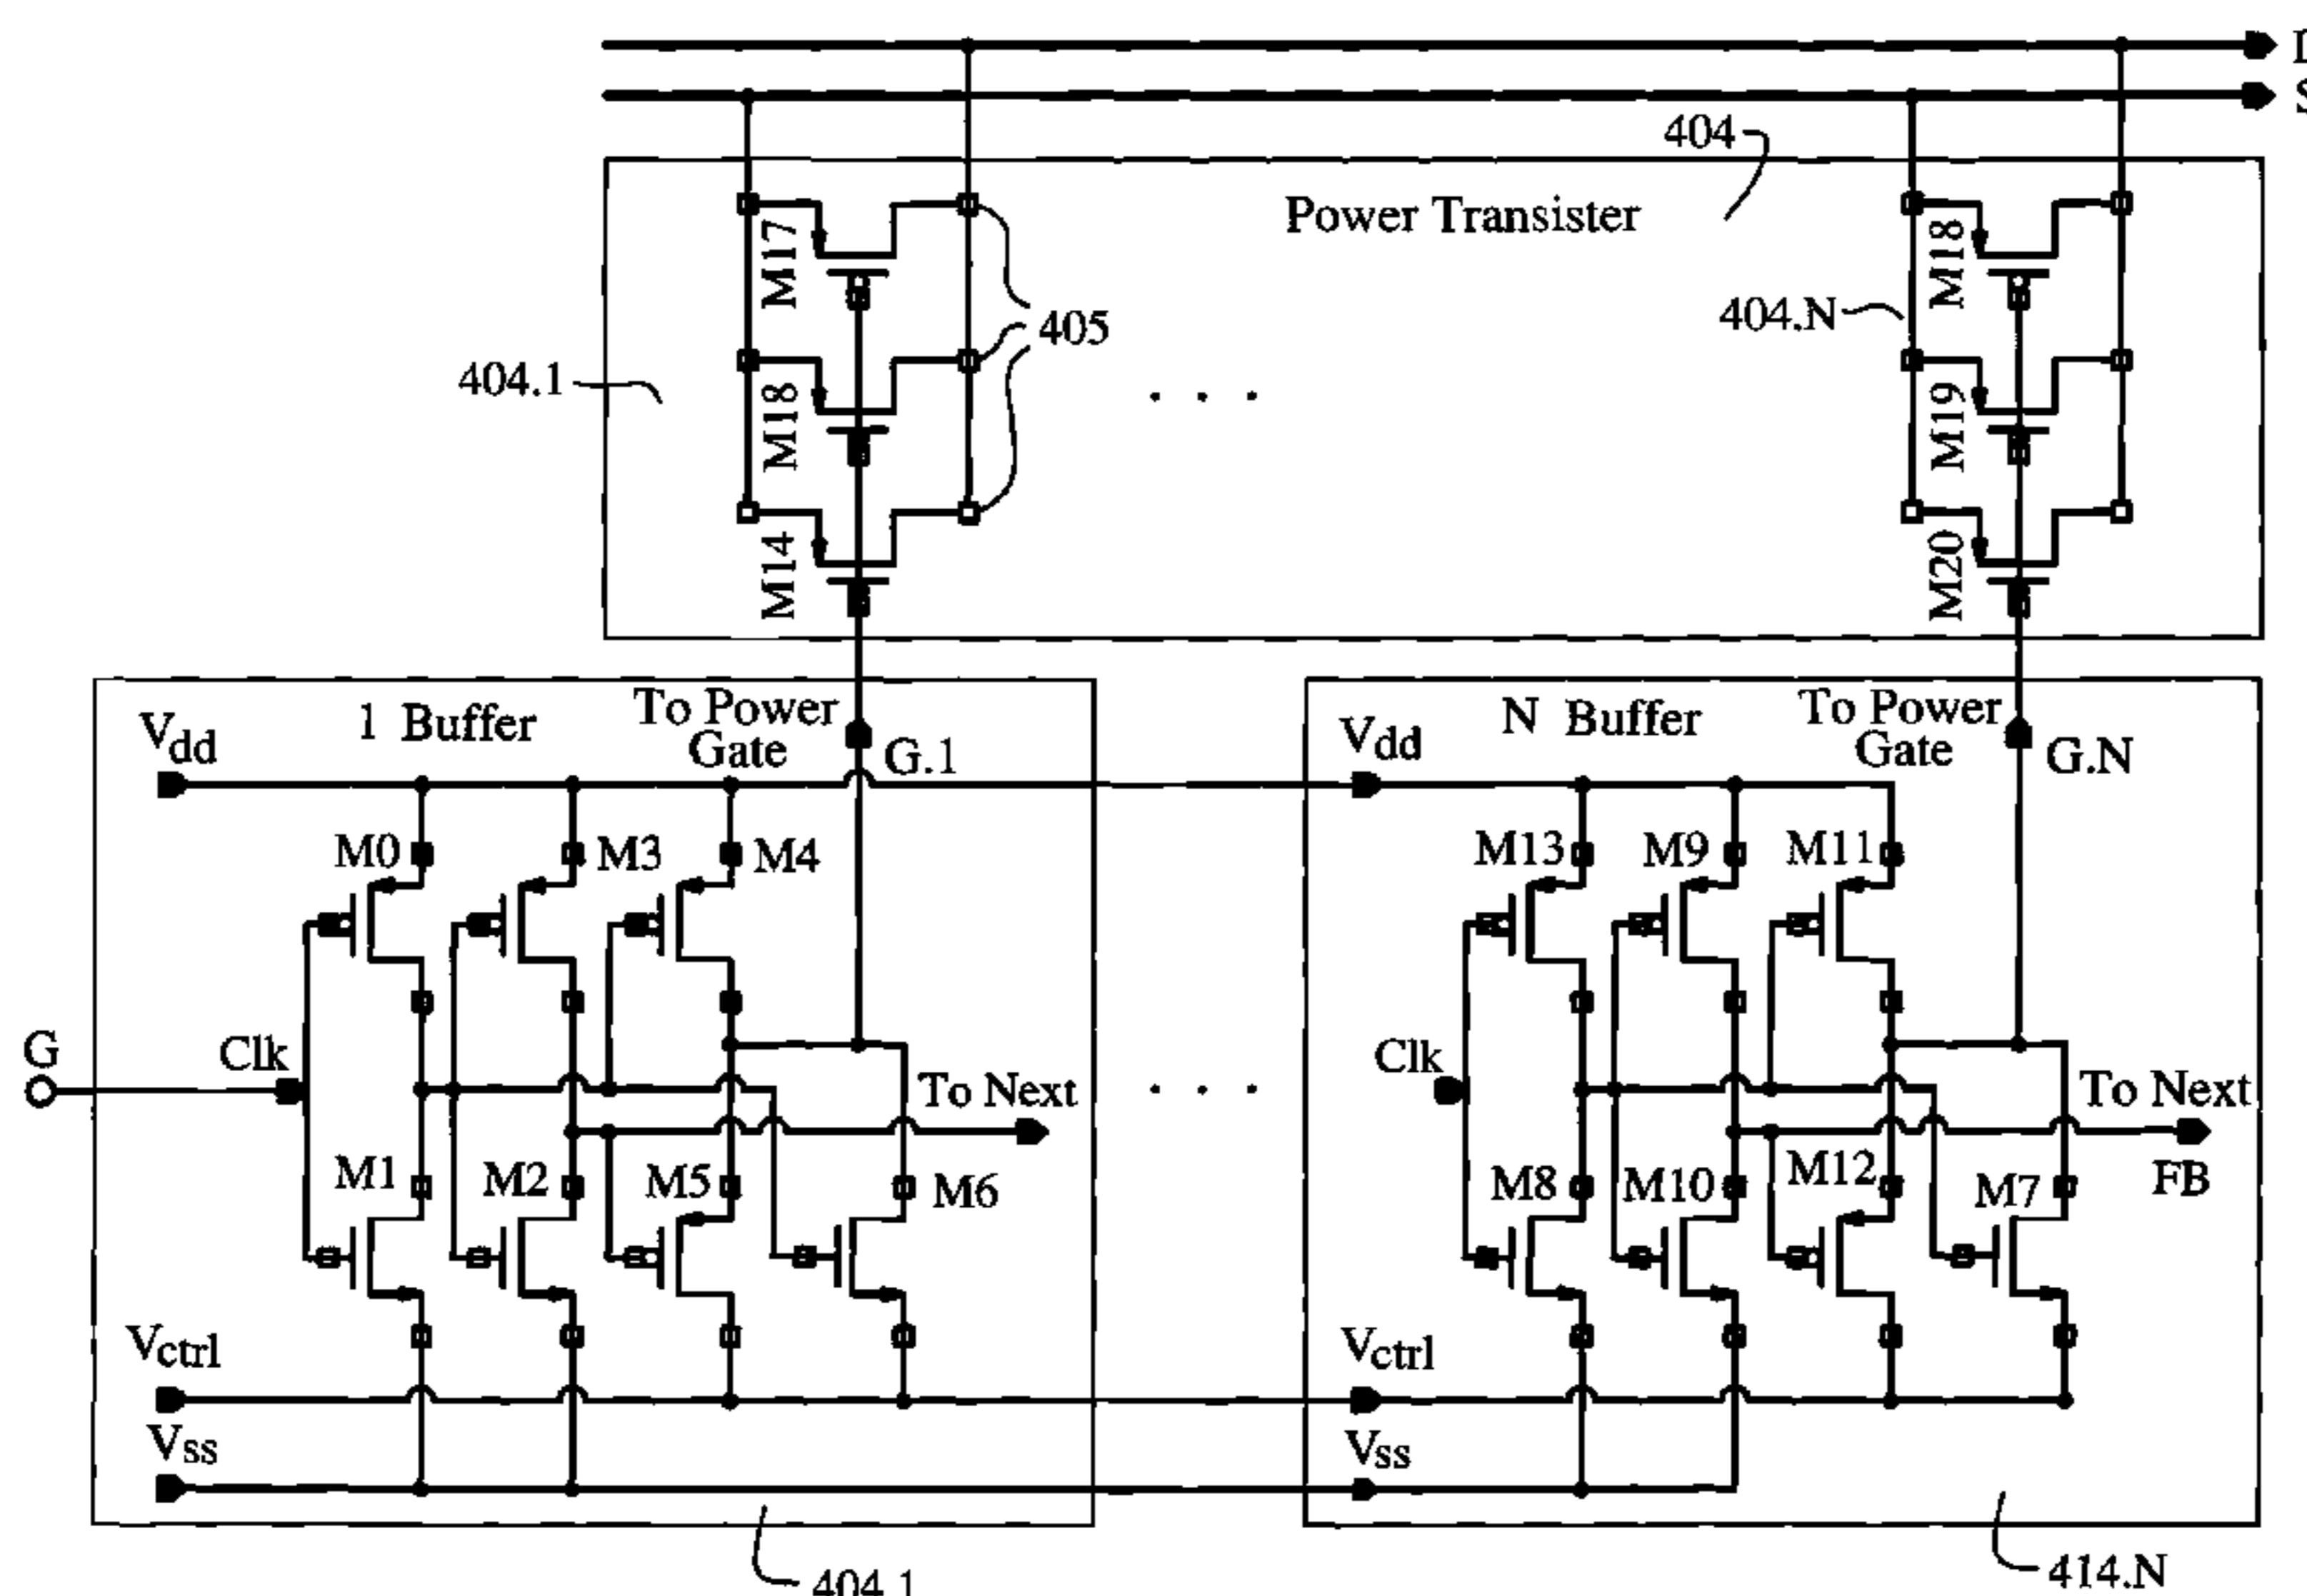 D
S
404
Power Transister
M17
M18
404.N
405
404.1
M18
M19
M14
M20
1 Buffer
To Power
Gate
G.1
Vdd
N Buffer
To Power
Gate
G.N
Vdd
M0
M3
M4
M13
M9
M11
G
Clk
To Next
Clk
To Next
FB
M1
M2
M5
M6
M8
M10
M12
M7
Vctrl
Vctrl
Vss
Vss
404.1
414.N